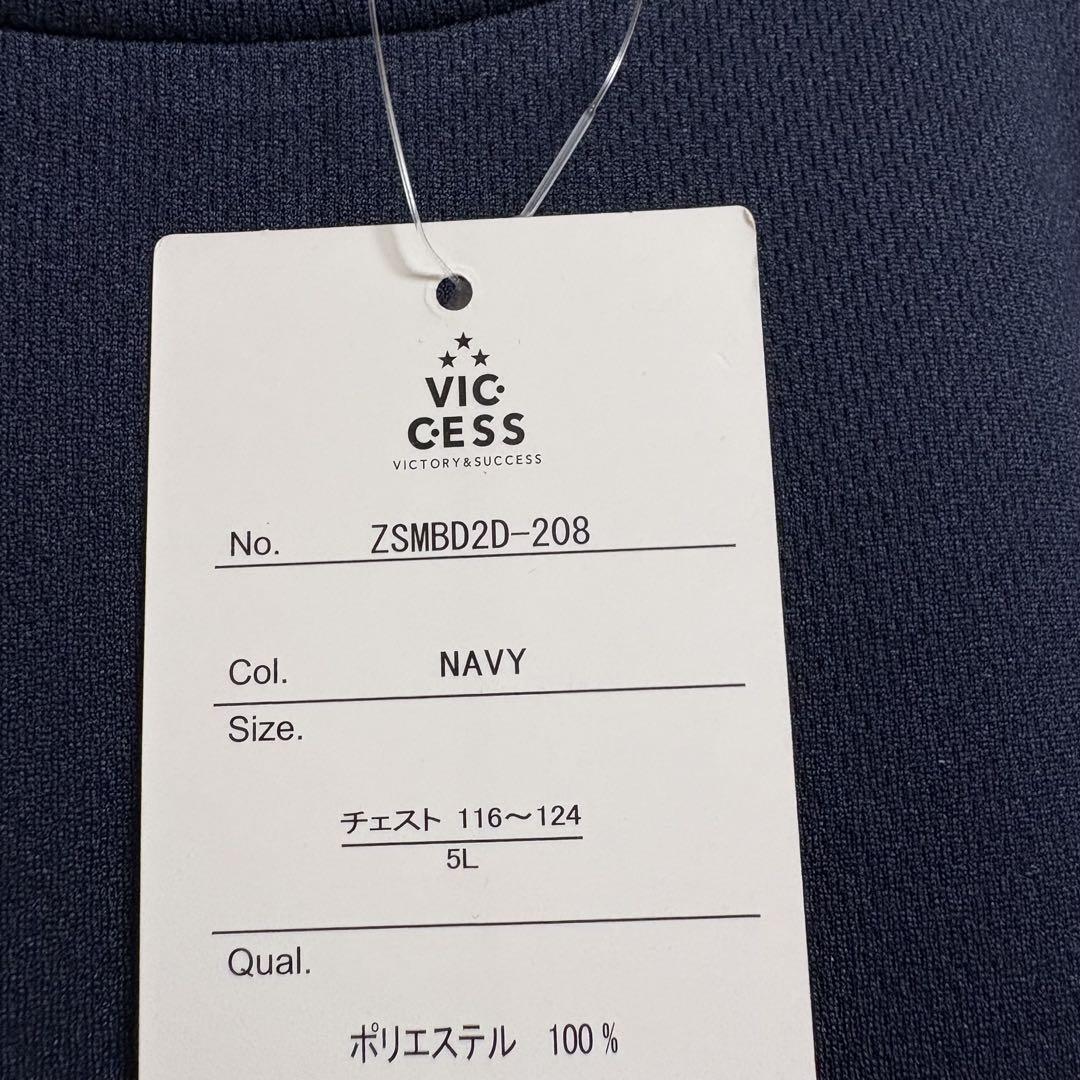 VIC·
C·ESS
VICTORY&SUCCESS
No. ZSMBD2D-208
Col. NAVY
Size.
チェスト 116〜124
5L
Qual.
ポリエステル 100%